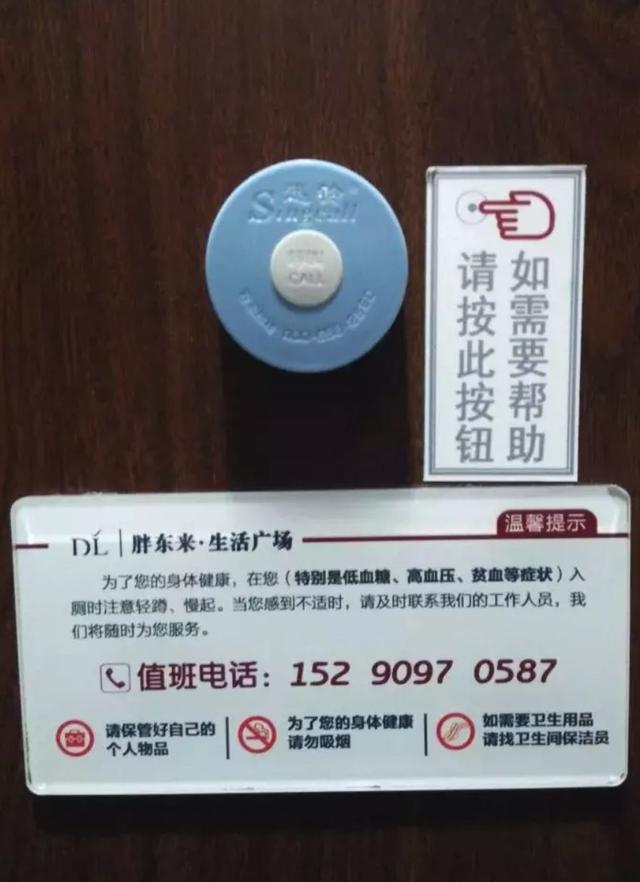 迅铃
Singcall
CALL
如需要帮助
请按此按钮
DL 胖东来·生活广场
温馨提示
为了您的身体健康，在您（特别是低血糖、高血压、贫血等症状）入
厕时注意轻蹲、慢起。当您感到不适时，请及时联系我们的工作人员，我
们将随时为您服务。
值班电话：152 9097 0587
请保管好自己的
个人物品
为了您的身体健康
请勿吸烟
如需要卫生用品
请找卫生间保洁员